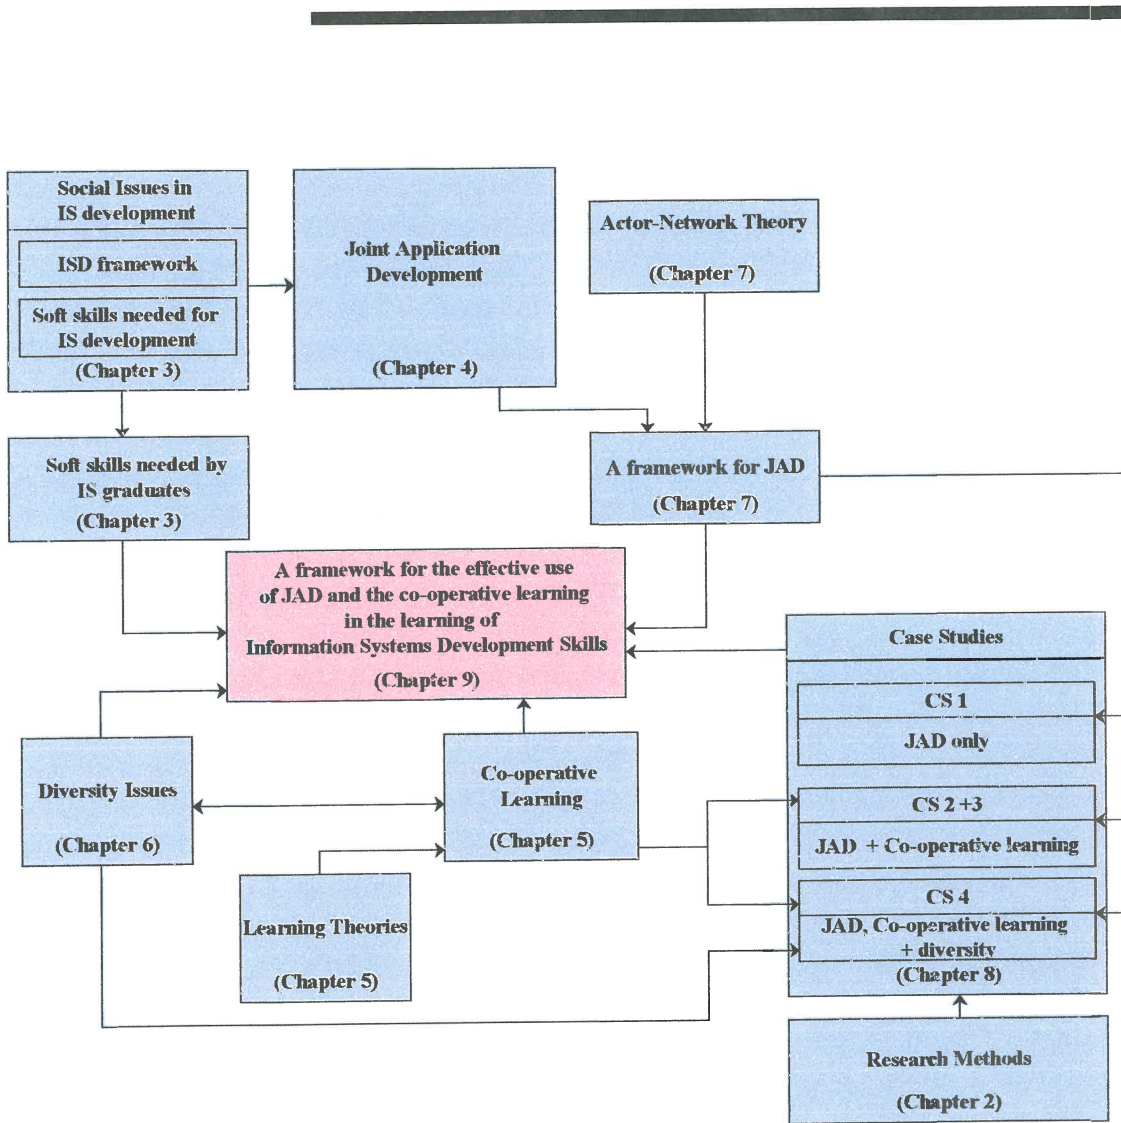 Social Issues in
IS development
ISD framework
Soft skills needed for
IS development
(Chapter 3)
Joint Application
Development
(Chapter 4)
Actor-Network Theory
(Chapter 7)
Soft skills needed by
IS graduates
(Chapter 3)
A framework for JAD
(Chapter 7)
A framework for the effective use
of JAD and the co-operative learning
in the learning of
Information Systems Development Skills
(Chapter 9)
Case Studies
CS 1
JAD only
CS 2 +3
JAD + Co-operative learning
CS 4
JAD, Co-operative learning
+ diversity
(Chapter 8)
Diversity Issues
(Chapter 6)
Co-operative
Learning
(Chapter 5)
Learning Theories
(Chapter 5)
Research Methods
(Chapter 2)